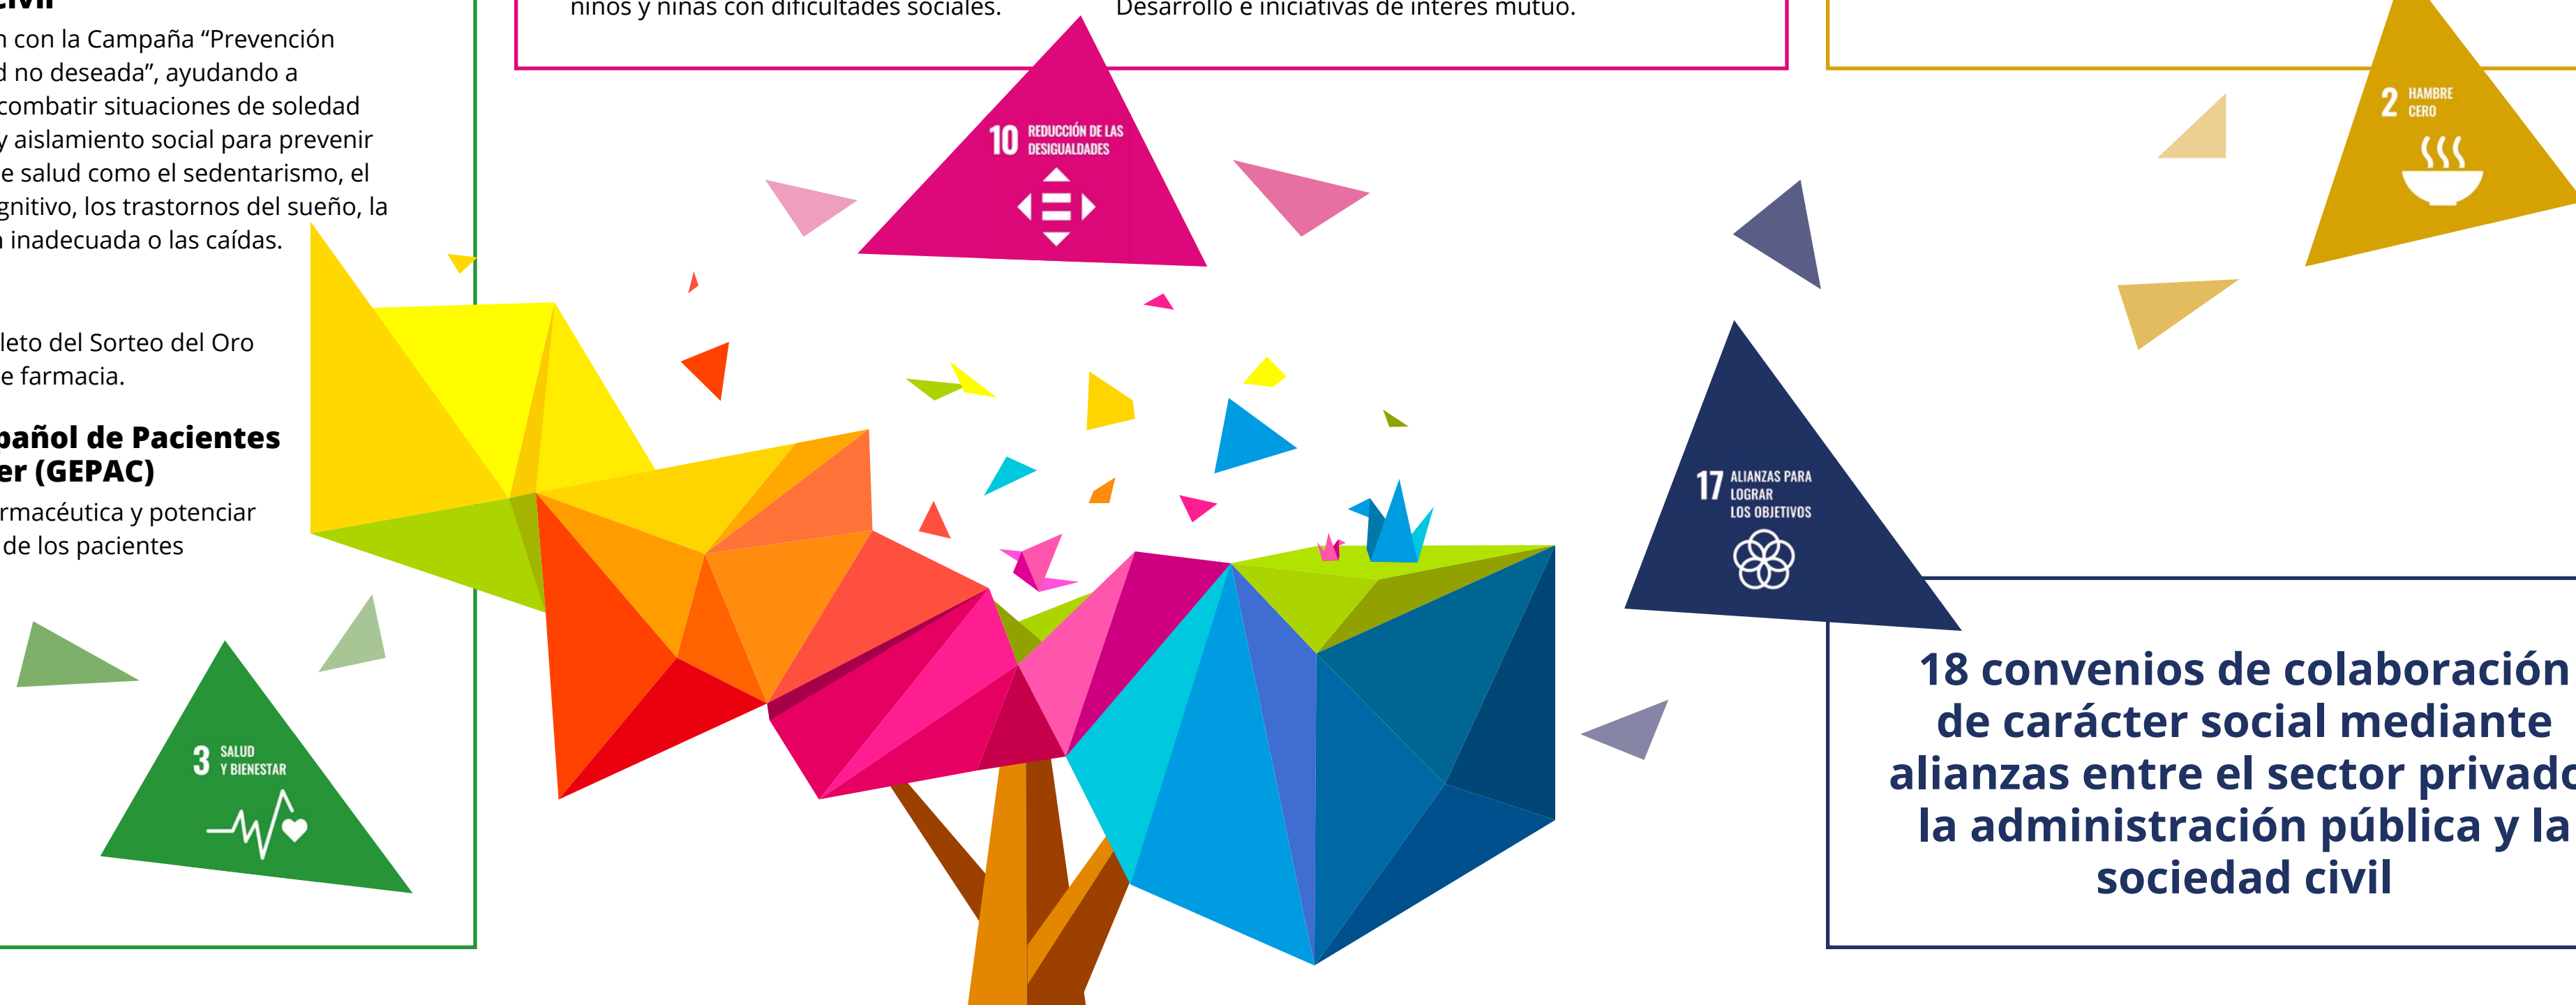 n con la Campaña “Prevención
d no deseada”, ayudando a
combatir situaciones de soledad
y aislamiento social para prevenir
e salud como el sedentarismo, el
gnitivo, los trastornos del sueño, la
n inadecuada o las caídas.
leto del Sorteo del Oro
e farmacia.
pañol de Pacientes
er (GEPAC)
rmacéutica y potenciar
de los pacientes
3 SALUD
Y BIENESTAR
niños y niñas con dificultades sociales.
Desarrollo e iniciativas de interés mutuo.
10 REDUCCIÓN DE LAS
DESIGUALDADES
2 HAMBRE
CERO
17 ALIANZAS PARA
LOGRAR
LOS OBJETIVOS
18 convenios de colaboración
de carácter social mediante
alianzas entre el sector privado
la administración pública y la
sociedad civil